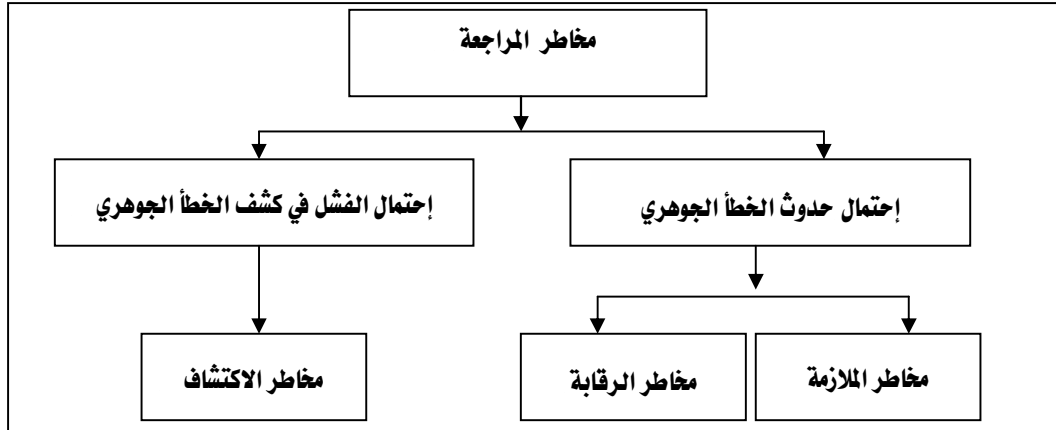 مخاطر المراجعة
إحتمال حدوث الخطأ الجوهري
إحتمال الفشل في كشف الخطأ الجوهري
مخاطر الملازمة
مخاطر الرقابة
مخاطر الاكتشاف